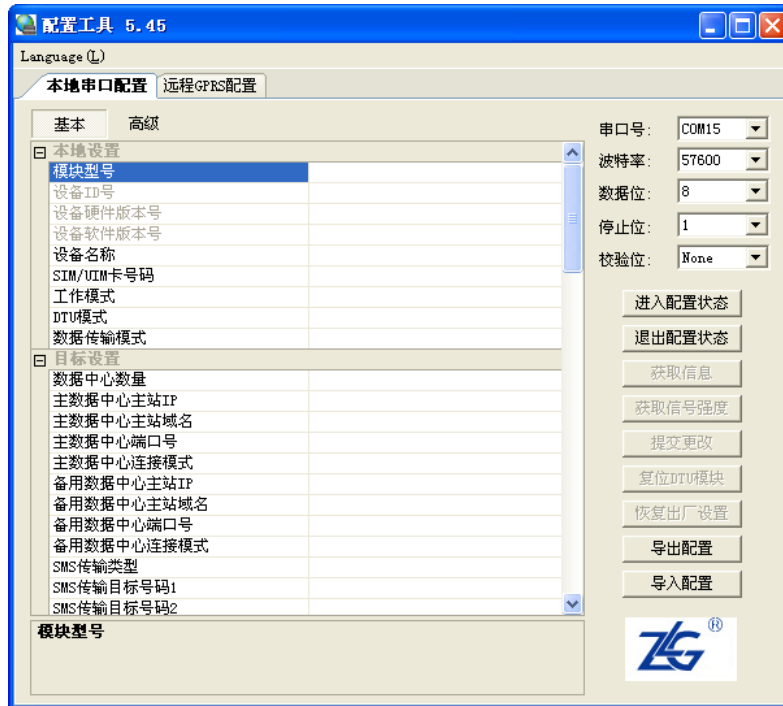 配置工具 5.45
Language(L)
本地串口配置 远程GPRS配置
基本 高级
本地设置
模块型号
设备ID号
设备硬件版本号
设备软件版本号
设备名称
SIM/UIM卡号码
工作模式
DTU模式
数据传输模式
目标设置
数据中心数量
主数据中心主站IP
主数据中心主站域名
主数据中心端口号
主数据中心连接模式
备用数据中心主站IP
备用数据中心主站域名
备用数据中心端口号
备用数据中心连接模式
SMS传输类型
SMS传输目标号码1
SMS传输目标号码2
模块型号
串口号: COM15
波特率: 57600
数据位: 8
停止位: 1
校验位: None
进入配置状态
退出配置状态
获取信息
获取信号强度
提交更改
复位DTU模块
恢复出厂设置
导出配置
导入配置
ZLG®